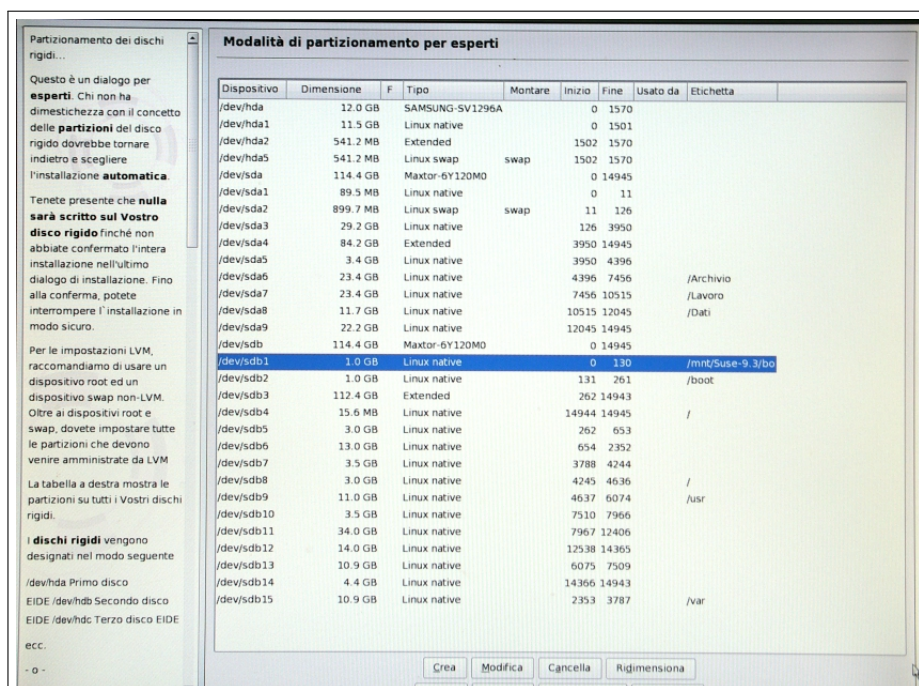 Partizionamento dei dischi
rigidi...
Questo è un dialogo per
esperti. Chi non ha
dimestichezza con il concetto
delle partizioni del disco
rigido dovrebbe tornare
indietro e scegliere
l'installazione automatica.
Tenete presente che nulla
sarà scritto sul Vostro
disco rigido finché non
abbiate confermato l'intera
installazione nell'ultimo
dialogo di installazione. Fino
alla conferma, potete
interrompere l`installazione in
modo sicuro.
Per le impostazioni LVM,
raccomandiamo di usare un
dispositivo root ed un
dispositivo swap non-LVM.
Oltre ai dispositivi root e
swap, dovete impostare tutte
le partizioni che devono
venire amministrate da LVM
La tabella a destra mostra le
partizioni su tutti i Vostri dischi
rigidi.
I dischi rigidi vengono
designati nel modo seguente
/dev/hda Primo disco
EIDE /dev/hdb Secondo disco
EIDE /dev/hdc Terzo disco EIDE
ecc.
- o -
Modalità di partizionamento per esperti
Dispositivo Dimensione F Tipo Montare Inizio Fine Usato da Etichetta
/dev/hda 12.0 GB SAMSUNG-SV1296A 0 1570
/dev/hda1 11.5 GB Linux native 0 1501
/dev/hda2 541.2 MB Extended 1502 1570
/dev/hda5 541.2 MB Linux swap swap 1502 1570
/dev/sda 114.4 GB Maxtor-6Y120M0 0 14945
/dev/sda1 89.5 MB Linux native 0 11
/dev/sda2 899.7 MB Linux swap swap 11 126
/dev/sda3 29.2 GB Linux native 126 3950
/dev/sda4 84.2 GB Extended 3950 14945
/dev/sda5 3.4 GB Linux native 3950 4396
/dev/sda6 23.4 GB Linux native 4396 7456 /Archivio
/dev/sda7 23.4 GB Linux native 7456 10515 /Lavoro
/dev/sda8 11.7 GB Linux native 10515 12045 /Dati
/dev/sda9 22.2 GB Linux native 12045 14945
/dev/sdb 114.4 GB Maxtor-6Y120M0 0 14945
/dev/sdb1 1.0 GB Linux native 0 130 /mnt/Suse-9.3/bo
/dev/sdb2 1.0 GB Linux native 131 261 /boot
/dev/sdb3 112.4 GB Extended 262 14943
/dev/sdb4 15.6 MB Linux native 14944 14945 /
/dev/sdb5 3.0 GB Linux native 262 653
/dev/sdb6 13.0 GB Linux native 654 2352
/dev/sdb7 3.5 GB Linux native 3788 4244
/dev/sdb8 3.0 GB Linux native 4245 4636 /
/dev/sdb9 11.0 GB Linux native 4637 6074 /usr
/dev/sdb10 3.5 GB Linux native 7510 7966
/dev/sdb11 34.0 GB Linux native 7967 12406
/dev/sdb12 14.0 GB Linux native 12538 14365
/dev/sdb13 10.9 GB Linux native 6075 7509
/dev/sdb14 4.4 GB Linux native 14366 14943
/dev/sdb15 10.9 GB Linux native 2353 3787 /var
Crea Modifica Cancella Ridimensiona